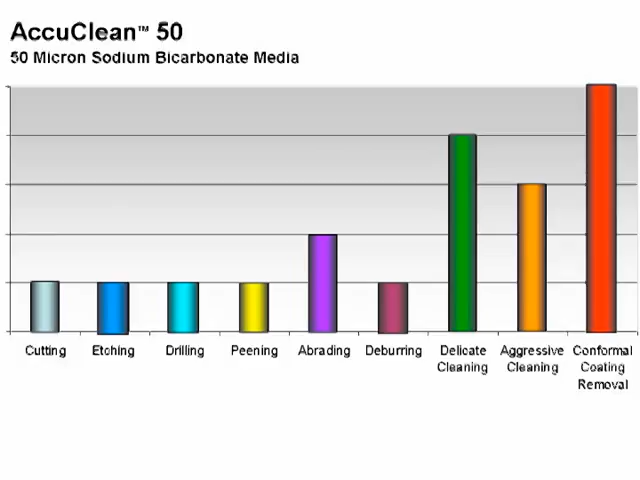 AccuClean™ 50
50 Micron Sodium Bicarbonate Media
Cutting Etching Drilling Peening Abrading Deburring Delicate Aggressive Conformal
Cleaning Cleaning Coating
Removal